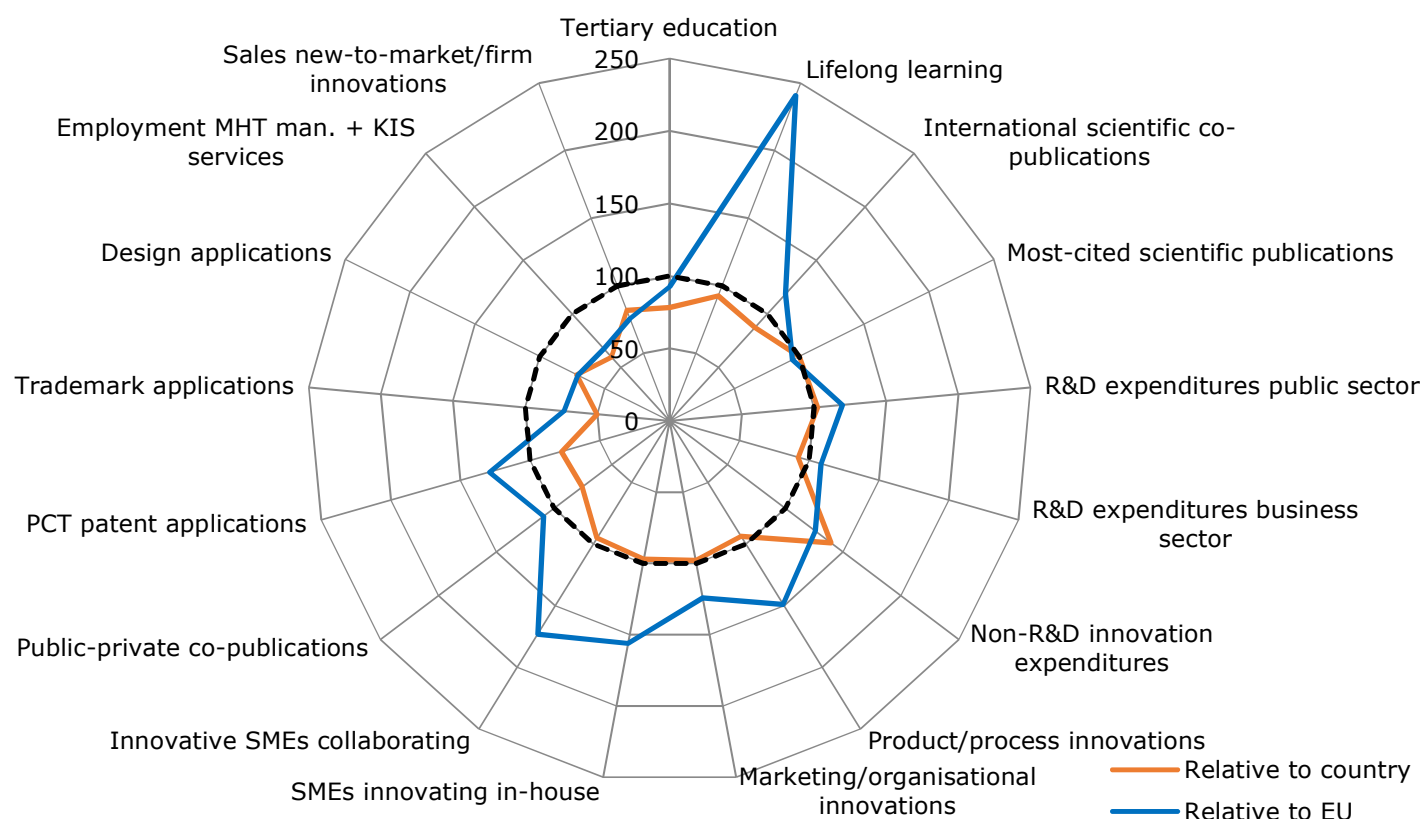 Tertiary education
Sales new-to-market/firm
innovations
250
Lifelong learning
Employment MHT man. + KIS
services
200
International scientific co-
publications
150
Design applications
Most-cited scientific publications
100
50
Trademark applications
R&D expenditures public sector
0
PCT patent applications
R&D expenditures business
sector
Public-private co-publications
Non-R&D innovation
expenditures
Innovative SMEs collaborating
Product/process innovations
SMEs innovating in-house
Marketing/organisational
innovations
Relative to country
Relative to EU